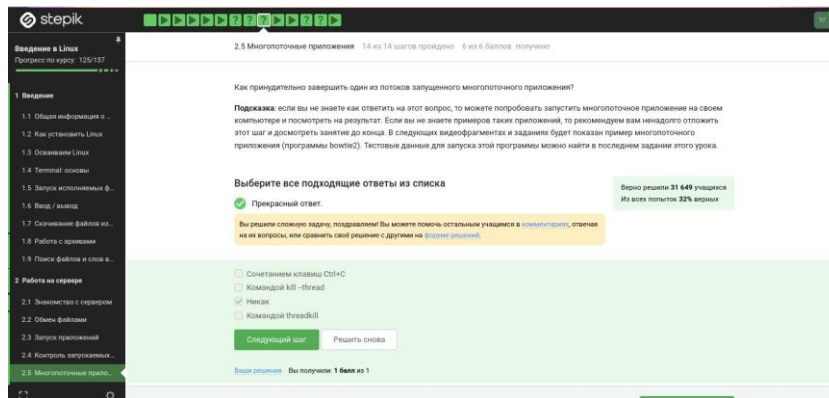 stepik
Введение в Linux
Прогресс по курсу: 125/137
1 Введение
1.1 Общая информация о ...
1.2 Как установить Linux
1.3 Осваиваем Linux
1.4 Terminal: основы
1.5 Запуск исполняемых ф...
1.6 Ввод / вывод
1.7 Скачивание файлов из...
1.8 Работа с архивами
1.9 Поиск файлов и слов в...
2 Работа на сервере
2.1 Знакомство с сервером
2.2 Обмен файлами
2.3 Запуск приложений
2.4 Контроль запускаемых...
2.5 Многопоточные прило...
2.5 Многопоточные приложения 14 из 14 шагов пройдено 6 из 6 баллов получено
Как принудительно завершить один из потоков запущенного многопоточного приложения?
Подсказка: если вы не знаете как ответить на этот вопрос, то можете попробовать запустить многопоточное приложение на своем
компьютере и посмотреть на результат. Если вы не знаете примеров таких приложений, то рекомендуем вам ненадолго отложить
этот шаг и досмотреть занятие до конца. В следующих видеофрагментах и заданиях будет показан пример многопоточного
приложения (программы bowtie2). Тестовые данные для запуска этой программы можно найти в последнем задании этого урока.
Выберите все подходящие ответы из списка
Прекрасный ответ.
Верно решили 31 649 учащихся
Из всех попыток 32% верных
Вы решили сложную задачу, поздравляем! Вы можете помочь остальным учащимся в комментариях, отвечая
на их вопросы, или сравнить своё решение с другими на форуме решений.
Сочетанием клавиш Ctrl+C
Командой kill --thread
Никак
Командой threadkill
Следующий шаг Решить снова
Ваши решения Вы получили: 1 балл из 1